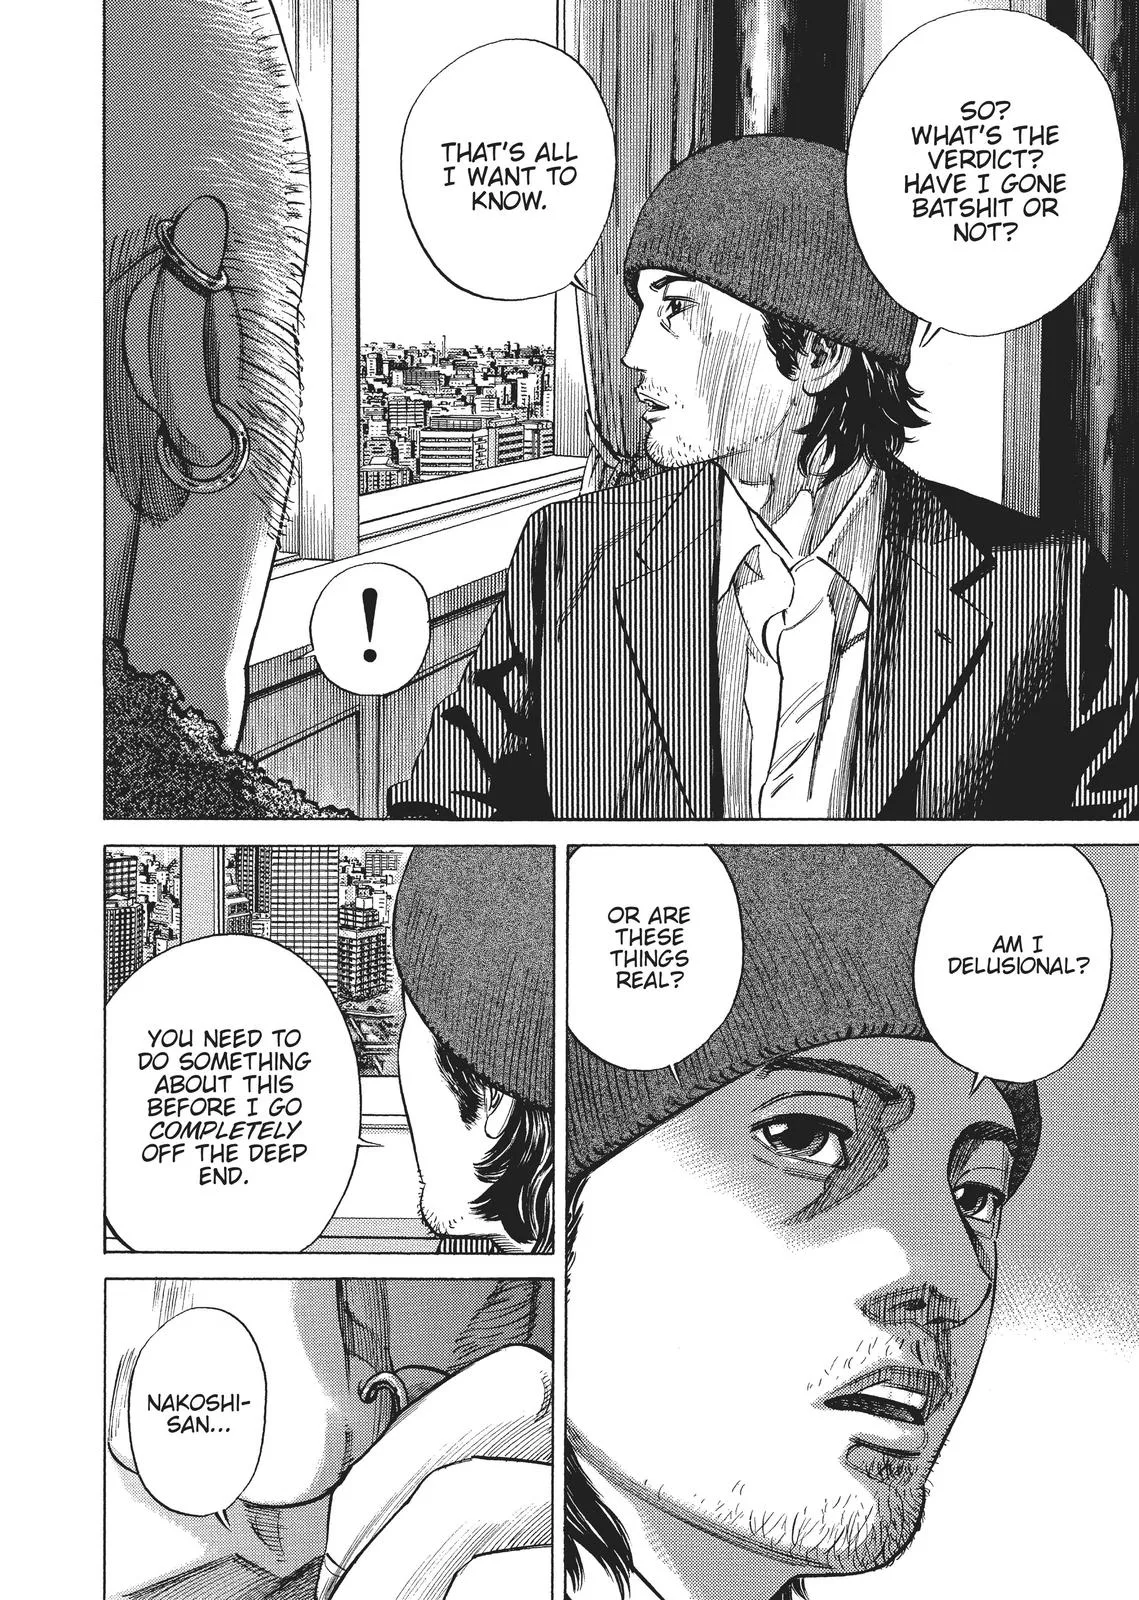 SO?
WHAT'S THE
VERDICT?
HAVE I GONE
BATSHIT OR
NOT?
THAT'S ALL
I WANT TO
KNOW.
!
AM I
DELUSIONAL?
OR ARE
THESE
THINGS
REAL?
YOU NEED TO
DO SOMETHING
ABOUT THIS
BEFORE I GO
COMPLETELY
OFF THE DEEP
END.
NAKOSHI-
SAN...